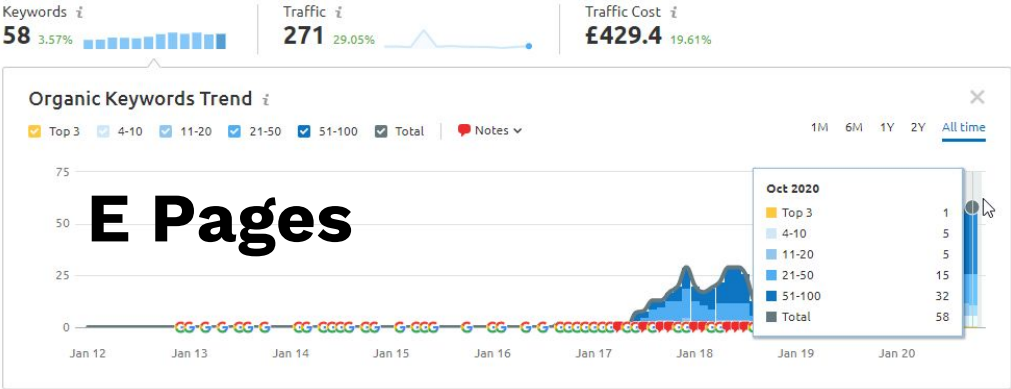 Keywords i Traffic i Traffic Cost i
58 3.57% 271 29.05% £429.4 19.61%
Organic Keywords Trend i
Top 3 4-10 11-20 21-50 51-100 Total Notes 1M 6M 1Y 2Y All time
75
50
25
0
E Pages
Oct 2020
Top 3 1
4-10 5
11-20 5
21-50 15
51-100 32
Total 58
Jan 12 Jan 13 Jan 14 Jan 15 Jan 16 Jan 17 Jan 18 Jan 19 Jan 20